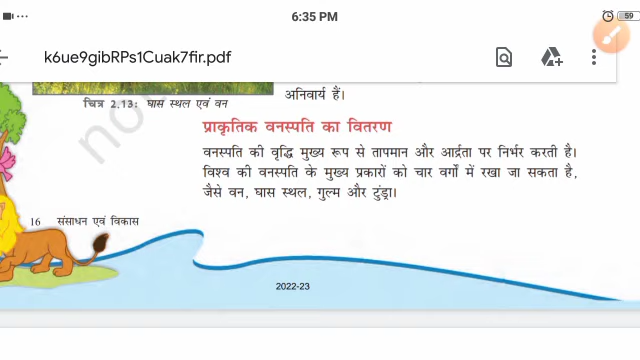 6:35 PM
59
k6ue9gibRPs1Cuak7fir.pdf
अनिवार्य हैं।
चित्र 2.13: घास स्थल एवं वन
प्राकृतिक वनस्पति का वितरण
वनस्पति की वृद्धि मुख्य रूप से तापमान और आर्द्रता पर निर्भर करती है।
विश्व की वनस्पति के मुख्य प्रकारों को चार वर्गों में रखा जा सकता है,
जैसे वन, घास स्थल, गुल्म और टुंड्रा।
16 संसाधन एवं विकास
2022-23